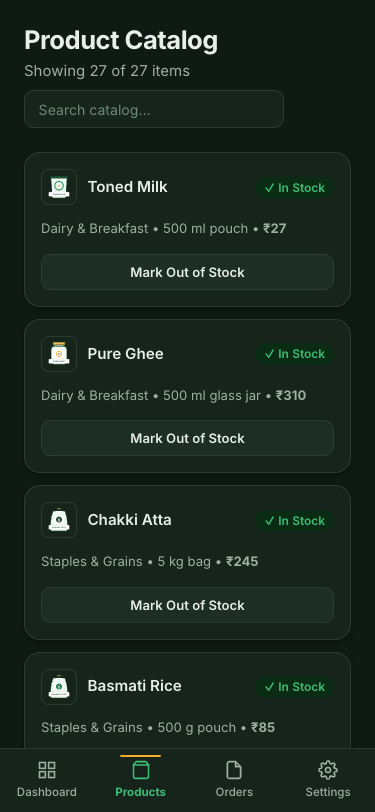 Product Catalog
Showing 27 of 27 items
Search catalog...
Toned Milk
✓ In Stock
Dairy & Breakfast • 500 ml pouch • ₹27
Mark Out of Stock
Pure Ghee
✓ In Stock
Dairy & Breakfast • 500 ml glass jar • ₹310
Mark Out of Stock
Chakki Atta
✓ In Stock
Staples & Grains • 5 kg bag • ₹245
Mark Out of Stock
Basmati Rice
✓ In Stock
Staples & Grains • 500 g pouch • ₹85
Dashboard
Products
Orders
Settings